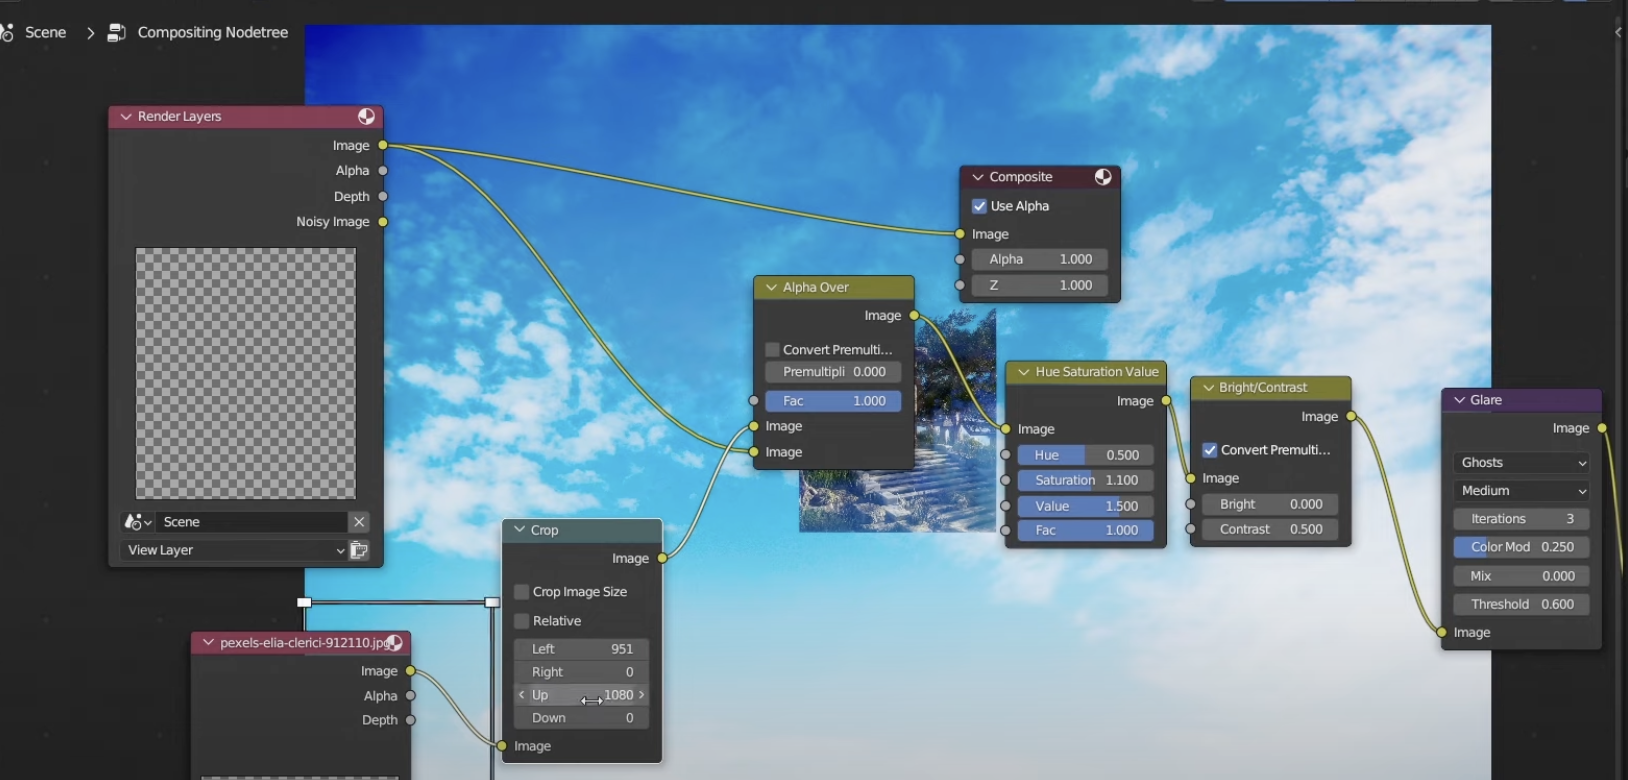 Scene
Compositing Nodetree
Render Layers
Image
Alpha
Depth
Noisy Image
Scene
View Layer
pexels-elia-clerici-912110.jpg
Image
Alpha
Depth
Crop
Image
Crop Image Size
Relative
Left 951
Right 0
Up 1080
Down 0
Image
Alpha Over
Image
Convert Premulti...
Premultipli 0.000
Fac 1.000
Image
Image
Composite
Use Alpha
Image
Alpha 1.000
Z 1.000
Hue Saturation Value
Image
Image
Hue 0.500
Saturation 1.100
Value 1.500
Fac 1.000
Bright/Contrast
Image
Convert Premulti...
Image
Bright 0.000
Contrast 0.500
Glare
Image
Ghosts
Medium
Iterations 3
Color Mod 0.250
Mix 0.000
Threshold 0.600
Image